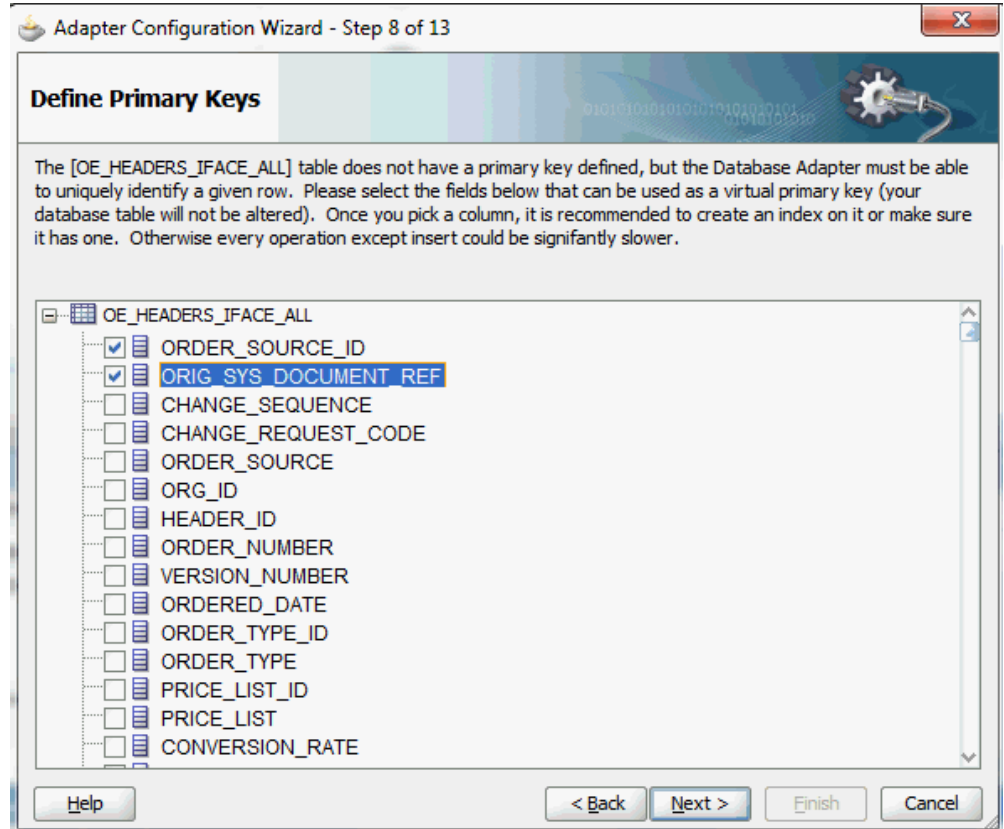 Adapter Configuration Wizard - Step 8 of 13
Define Primary Keys
The [OE_HEADERS_IFACE_ALL] table does not have a primary key defined, but the Database Adapter must be able
to uniquely identify a given row. Please select the fields below that can be used as a virtual primary key (your
database table will not be altered). Once you pick a column, it is recommended to create an index on it or make sure
it has one. Otherwise every operation except insert could be signifantly slower.
OE_HEADERS_IFACE_ALL
ORDER_SOURCE_ID
ORIG_SYS_DOCUMENT_REF
CHANGE_SEQUENCE
CHANGE_REQUEST_CODE
ORDER_SOURCE
ORG_ID
HEADER_ID
ORDER_NUMBER
VERSION_NUMBER
ORDERED_DATE
ORDER_TYPE_ID
ORDER_TYPE
PRICE_LIST_ID
PRICE_LIST
CONVERSION_RATE
Help
< Back
Next >
Finish
Cancel